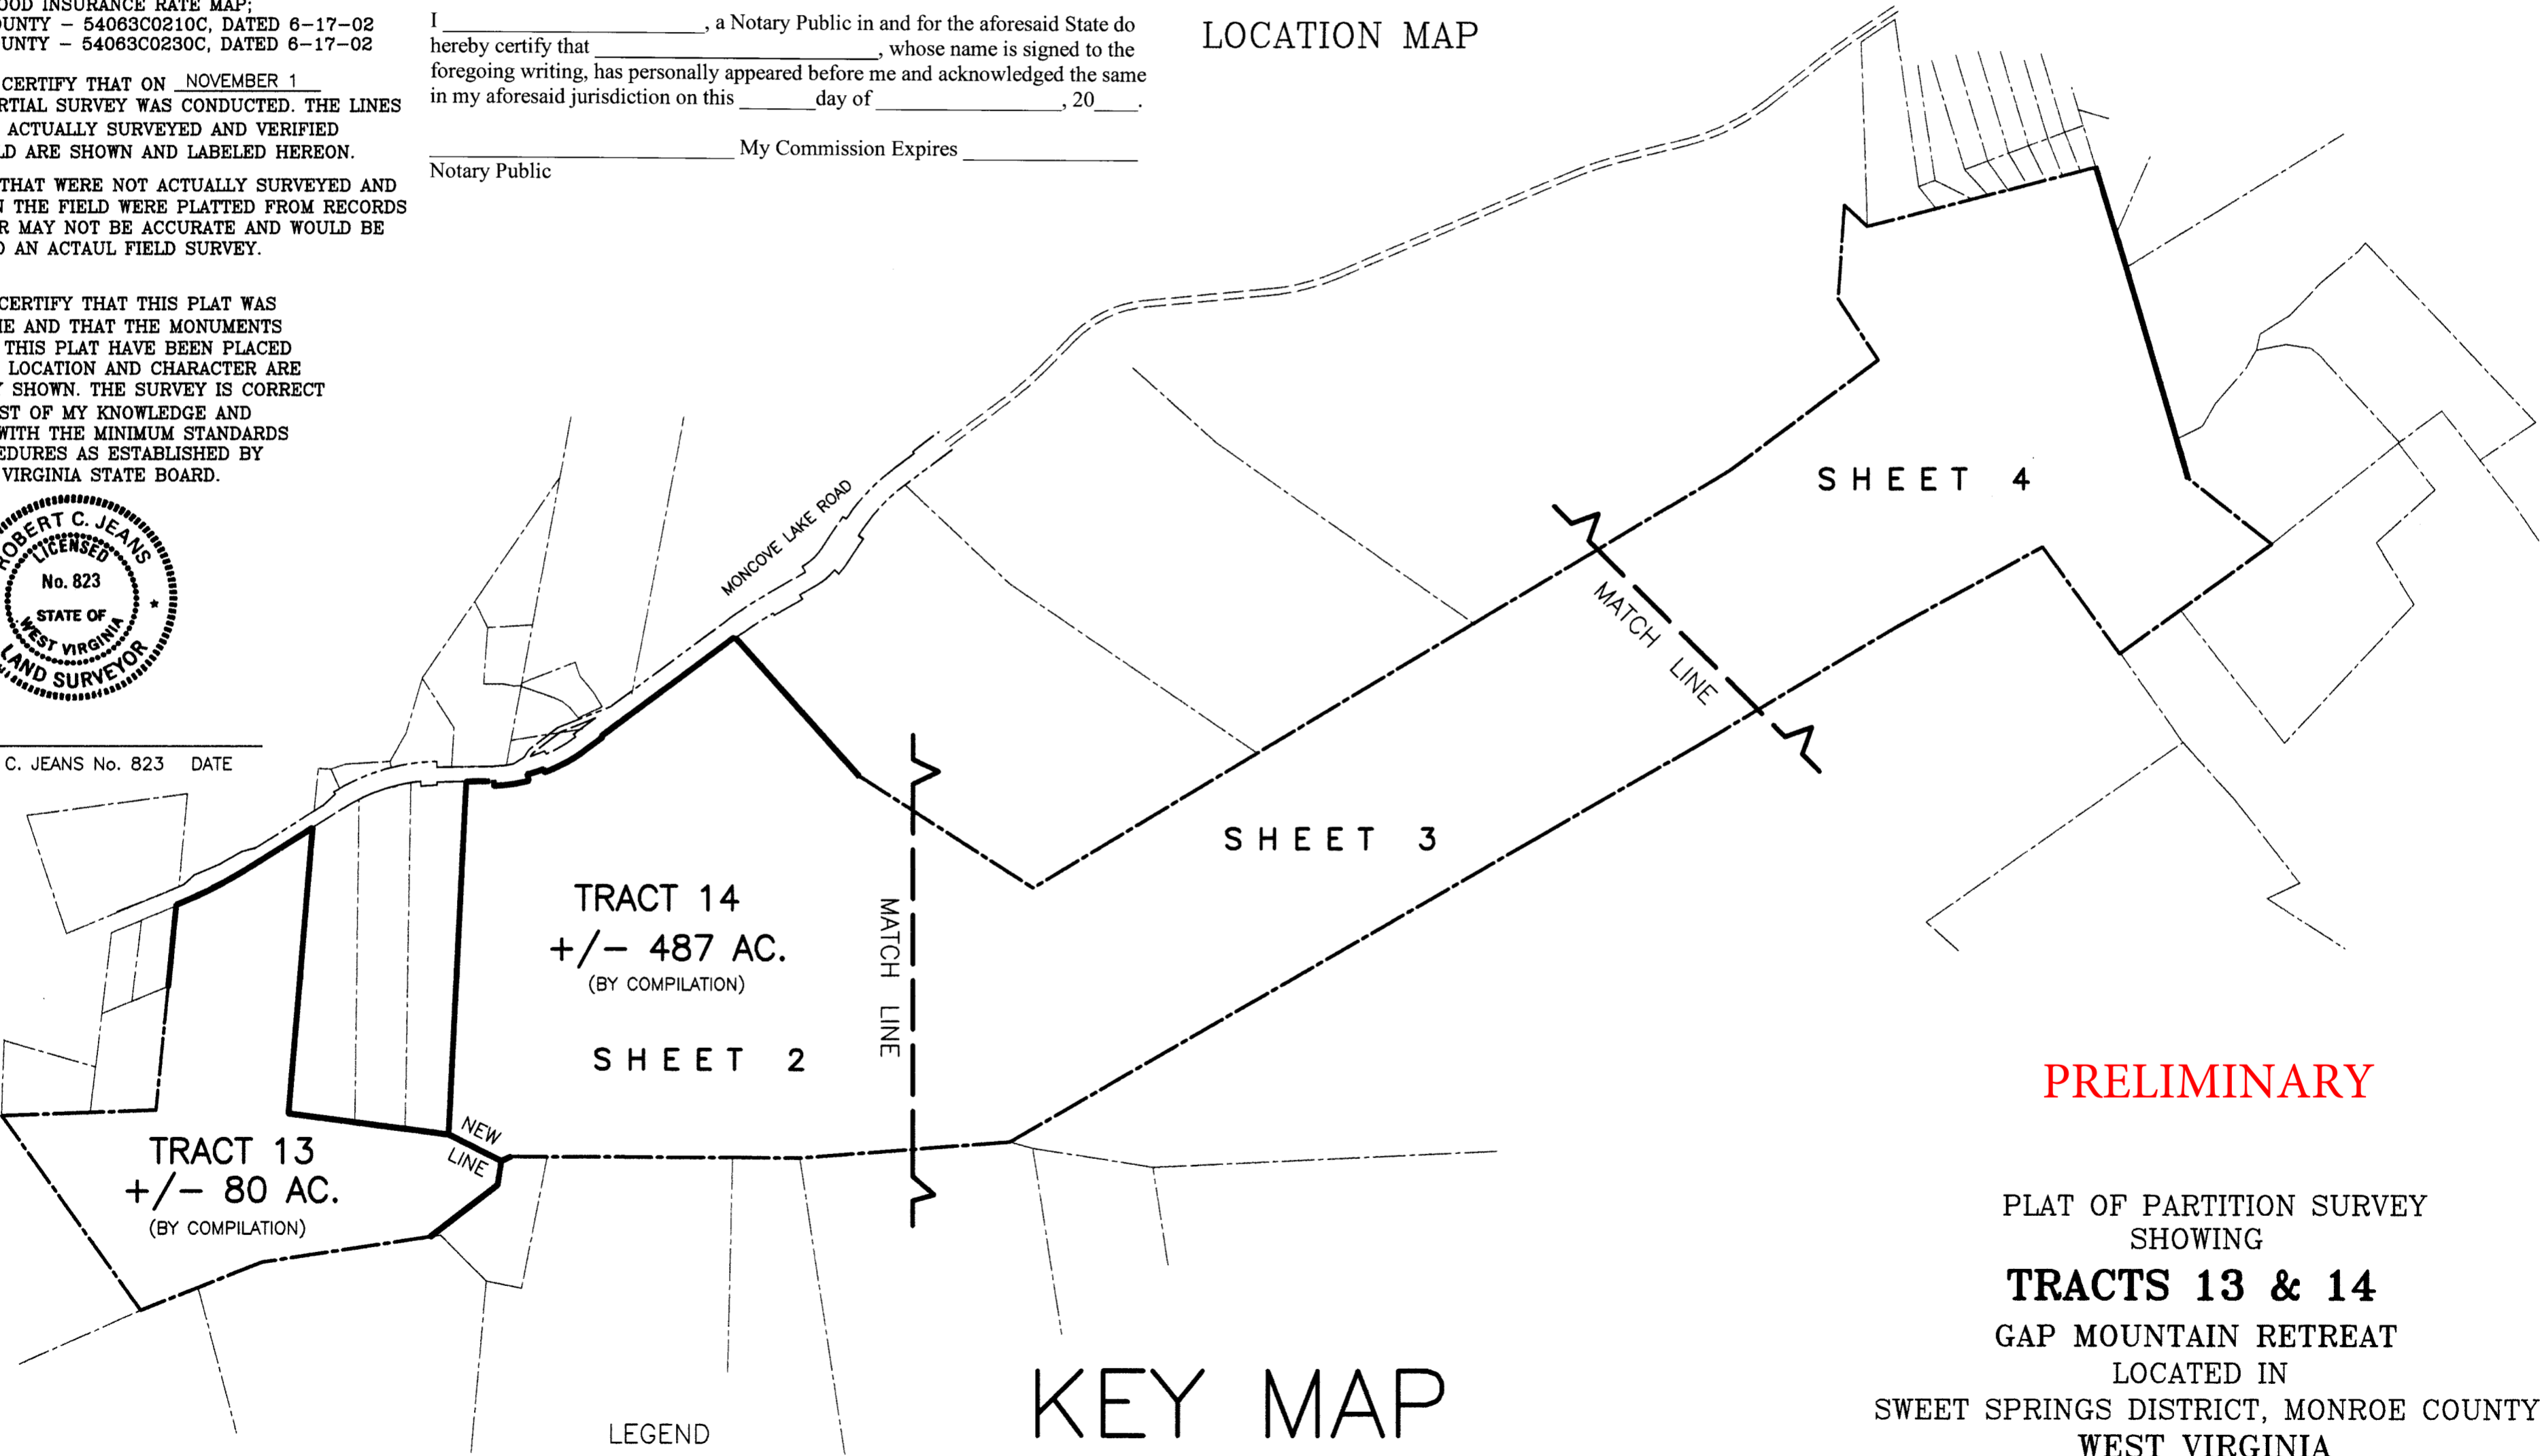 OOD INSURANCE RATE MAP;
OUNTY – 54063C0210C, DATED 6-17-02
UNTY – 54063C0230C, DATED 6-17-02
CERTIFY THAT ON NOVEMBER 1
RTIAL SURVEY WAS CONDUCTED. THE LINES
ACTUALLY SURVEYED AND VERIFIED
LD ARE SHOWN AND LABELED HEREON.
THAT WERE NOT ACTUALLY SURVEYED AND
N THE FIELD WERE PLATTED FROM RECORDS
R MAY NOT BE ACCURATE AND WOULD BE
O AN ACTAUL FIELD SURVEY.
CERTIFY THAT THIS PLAT WAS
ME AND THAT THE MONUMENTS
THIS PLAT HAVE BEEN PLACED
LOCATION AND CHARACTER ARE
Y SHOWN. THE SURVEY IS CORRECT
ST OF MY KNOWLEDGE AND
WITH THE MINIMUM STANDARDS
EDURES AS ESTABLISHED BY
VIRGINIA STATE BOARD.
ROBERT C. JEANS
LICENSED
No. 823
STATE OF
WEST VIRGINIA
LAND SURVEYOR
C. JEANS No. 823 DATE
I ____________, a Notary Public in and for the aforesaid State do
hereby certify that ____________, whose name is signed to the
foregoing writing, has personally appeared before me and acknowledged the same
in my aforesaid jurisdiction on this ______day of ____________, 20____.
____________ My Commission Expires ____________
Notary Public
LOCATION MAP
MONCOVE LAKE ROAD
SHEET 4
MATCH LINE
SHEET 3
TRACT 14
+/– 487 AC.
(BY COMPILATION)
MATCH LINE
SHEET 2
NEW
LINE
TRACT 13
+/– 80 AC.
(BY COMPILATION)
LEGEND
KEY MAP
PRELIMINARY
PLAT OF PARTITION SURVEY
SHOWING
TRACTS 13 & 14
GAP MOUNTAIN RETREAT
LOCATED IN
SWEET SPRINGS DISTRICT, MONROE COUNTY
WEST VIRGINIA